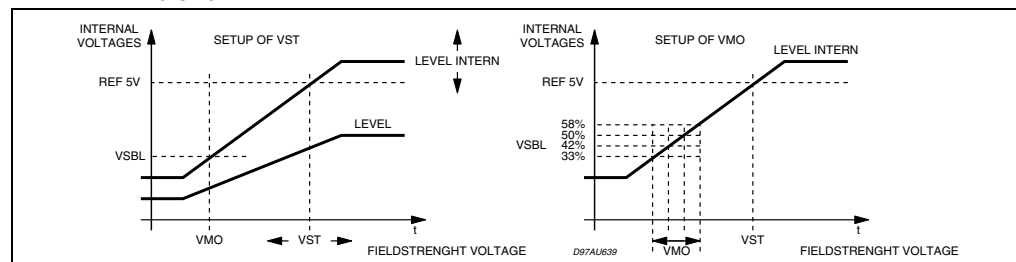 INTERNAL
VOLTAGES
SETUP OF VST
LEVEL INTERN
REF 5V
LEVEL
VSBL
VMO
VST
t
FIELDSTRENGHT VOLTAGE
INTERNAL
VOLTAGES
SETUP OF VMO
LEVEL INTERN
REF 5V
58%
50%
VSBL
42%
33%
VMO
VST
t
FIELDSTRENGHT VOLTAGE
D97AU639